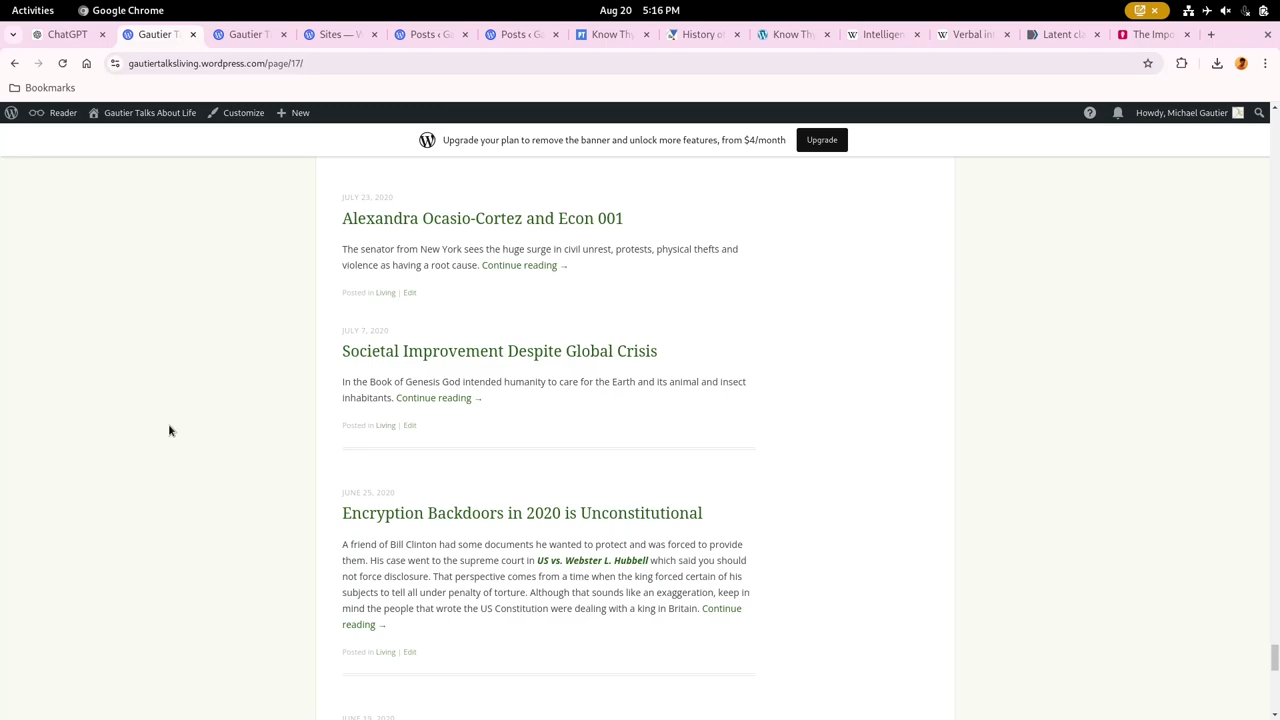 Activities
Google Chrome
Aug 20 5:16 PM
ChatGPT
Gautier T
Gautier T
Sites — W
Posts ‹ Ga
Posts ‹ Ga
Know Thy
History of
Know Thy
Intelligen
Verbal in
Latent cla
The Impo
gautiertalksliving.wordpress.com/page/17/
Bookmarks
Reader
Gautier Talks About Life
Customize
New
Howdy, Michael Gautier
Upgrade your plan to remove the banner and unlock more features, from $4/month
Upgrade
JULY 23, 2020
Alexandra Ocasio-Cortez and Econ 001
The senator from New York sees the huge surge in civil unrest, protests, physical thefts and
violence as having a root cause. Continue reading →
Posted in Living | Edit
JULY 7, 2020
Societal Improvement Despite Global Crisis
In the Book of Genesis God intended humanity to care for the Earth and its animal and insect
inhabitants. Continue reading →
Posted in Living | Edit
JUNE 25, 2020
Encryption Backdoors in 2020 is Unconstitutional
A friend of Bill Clinton had some documents he wanted to protect and was forced to provide
them. His case went to the supreme court in US vs. Webster L. Hubbell which said you should
not force disclosure. That perspective comes from a time when the king forced certain of his
subjects to tell all under penalty of torture. Although that sounds like an exaggeration, keep in
mind the people that wrote the US Constitution were dealing with a king in Britain. Continue
reading →
Posted in Living | Edit
JUNE 19, 2020